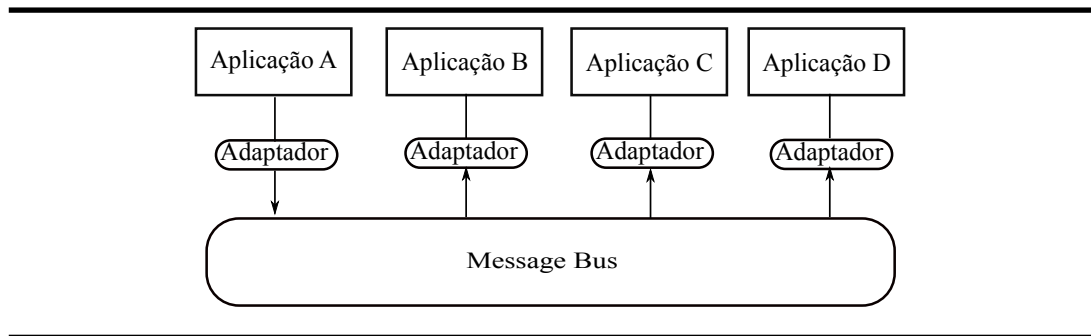 Aplicação A
Aplicação B
Aplicação C
Aplicação D
Adaptador
Adaptador
Adaptador
Adaptador
Message Bus